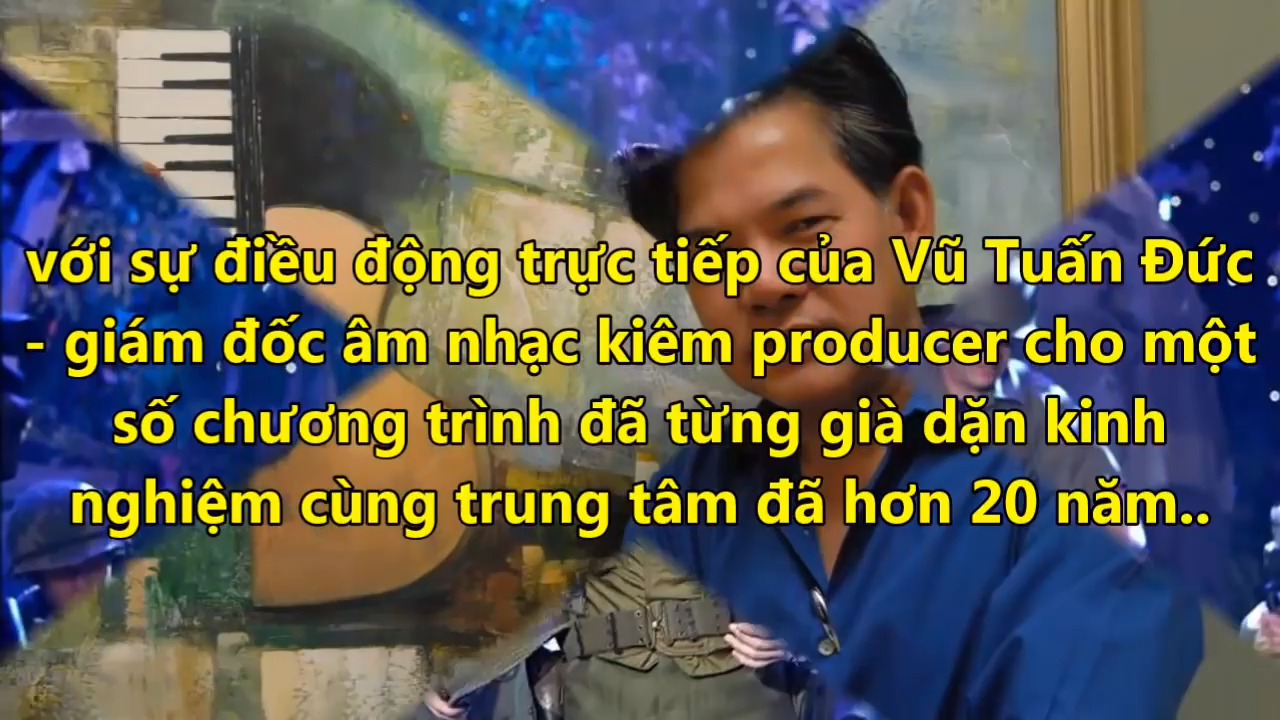 với sự điều động trực tiếp của Vũ Tuấn Đức
- giám đốc âm nhạc kiêm producer cho một
số chương trình đã từng già dặn kinh
nghiệm cùng trung tâm đã hơn 20 năm..